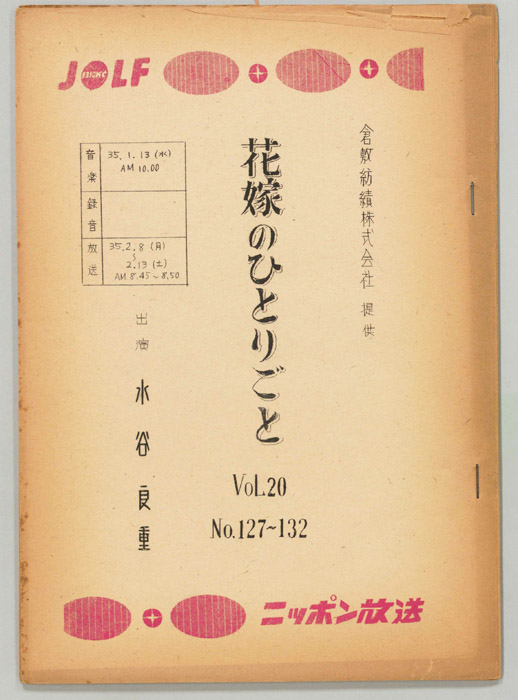 JOLF
倉敷紡績株式会社 提供
花嫁のひとりごと
VOL.20
No.127~132
音楽
35.1.13(水)
AM 10.00
録音
放送
35.2.8(月)
~
2.13(土)
AM 8.45~8.50
出演 水谷良重
ニッポン放送